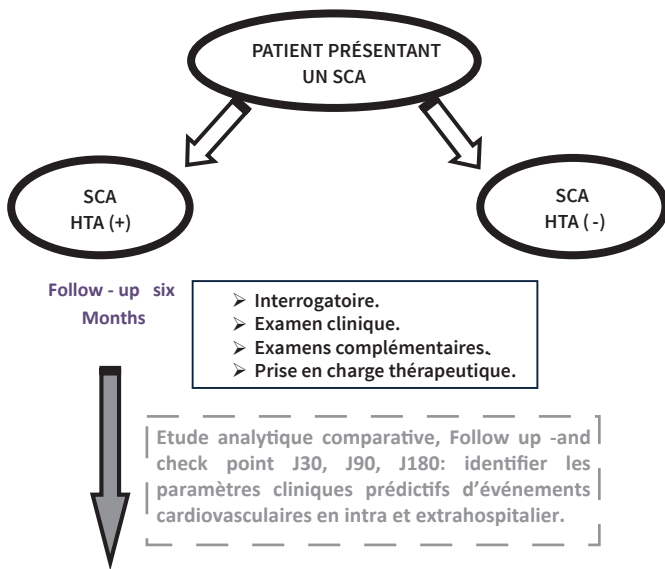 PATIENT PRÉSENTANT
UN SCA
SCA
HTA (+)
SCA
HTA ( -)
Follow - up six
Months
➢ Interrogatoire.
➢ Examen clinique.
➢ Examens complémentaires.
➢ Prise en charge thérapeutique.
Etude analytique comparative, Follow up -and
check point J30, J90, J180: identifier les
paramètres cliniques prédictifs d’événements
cardiovasculaires en intra et extrahospitalier.